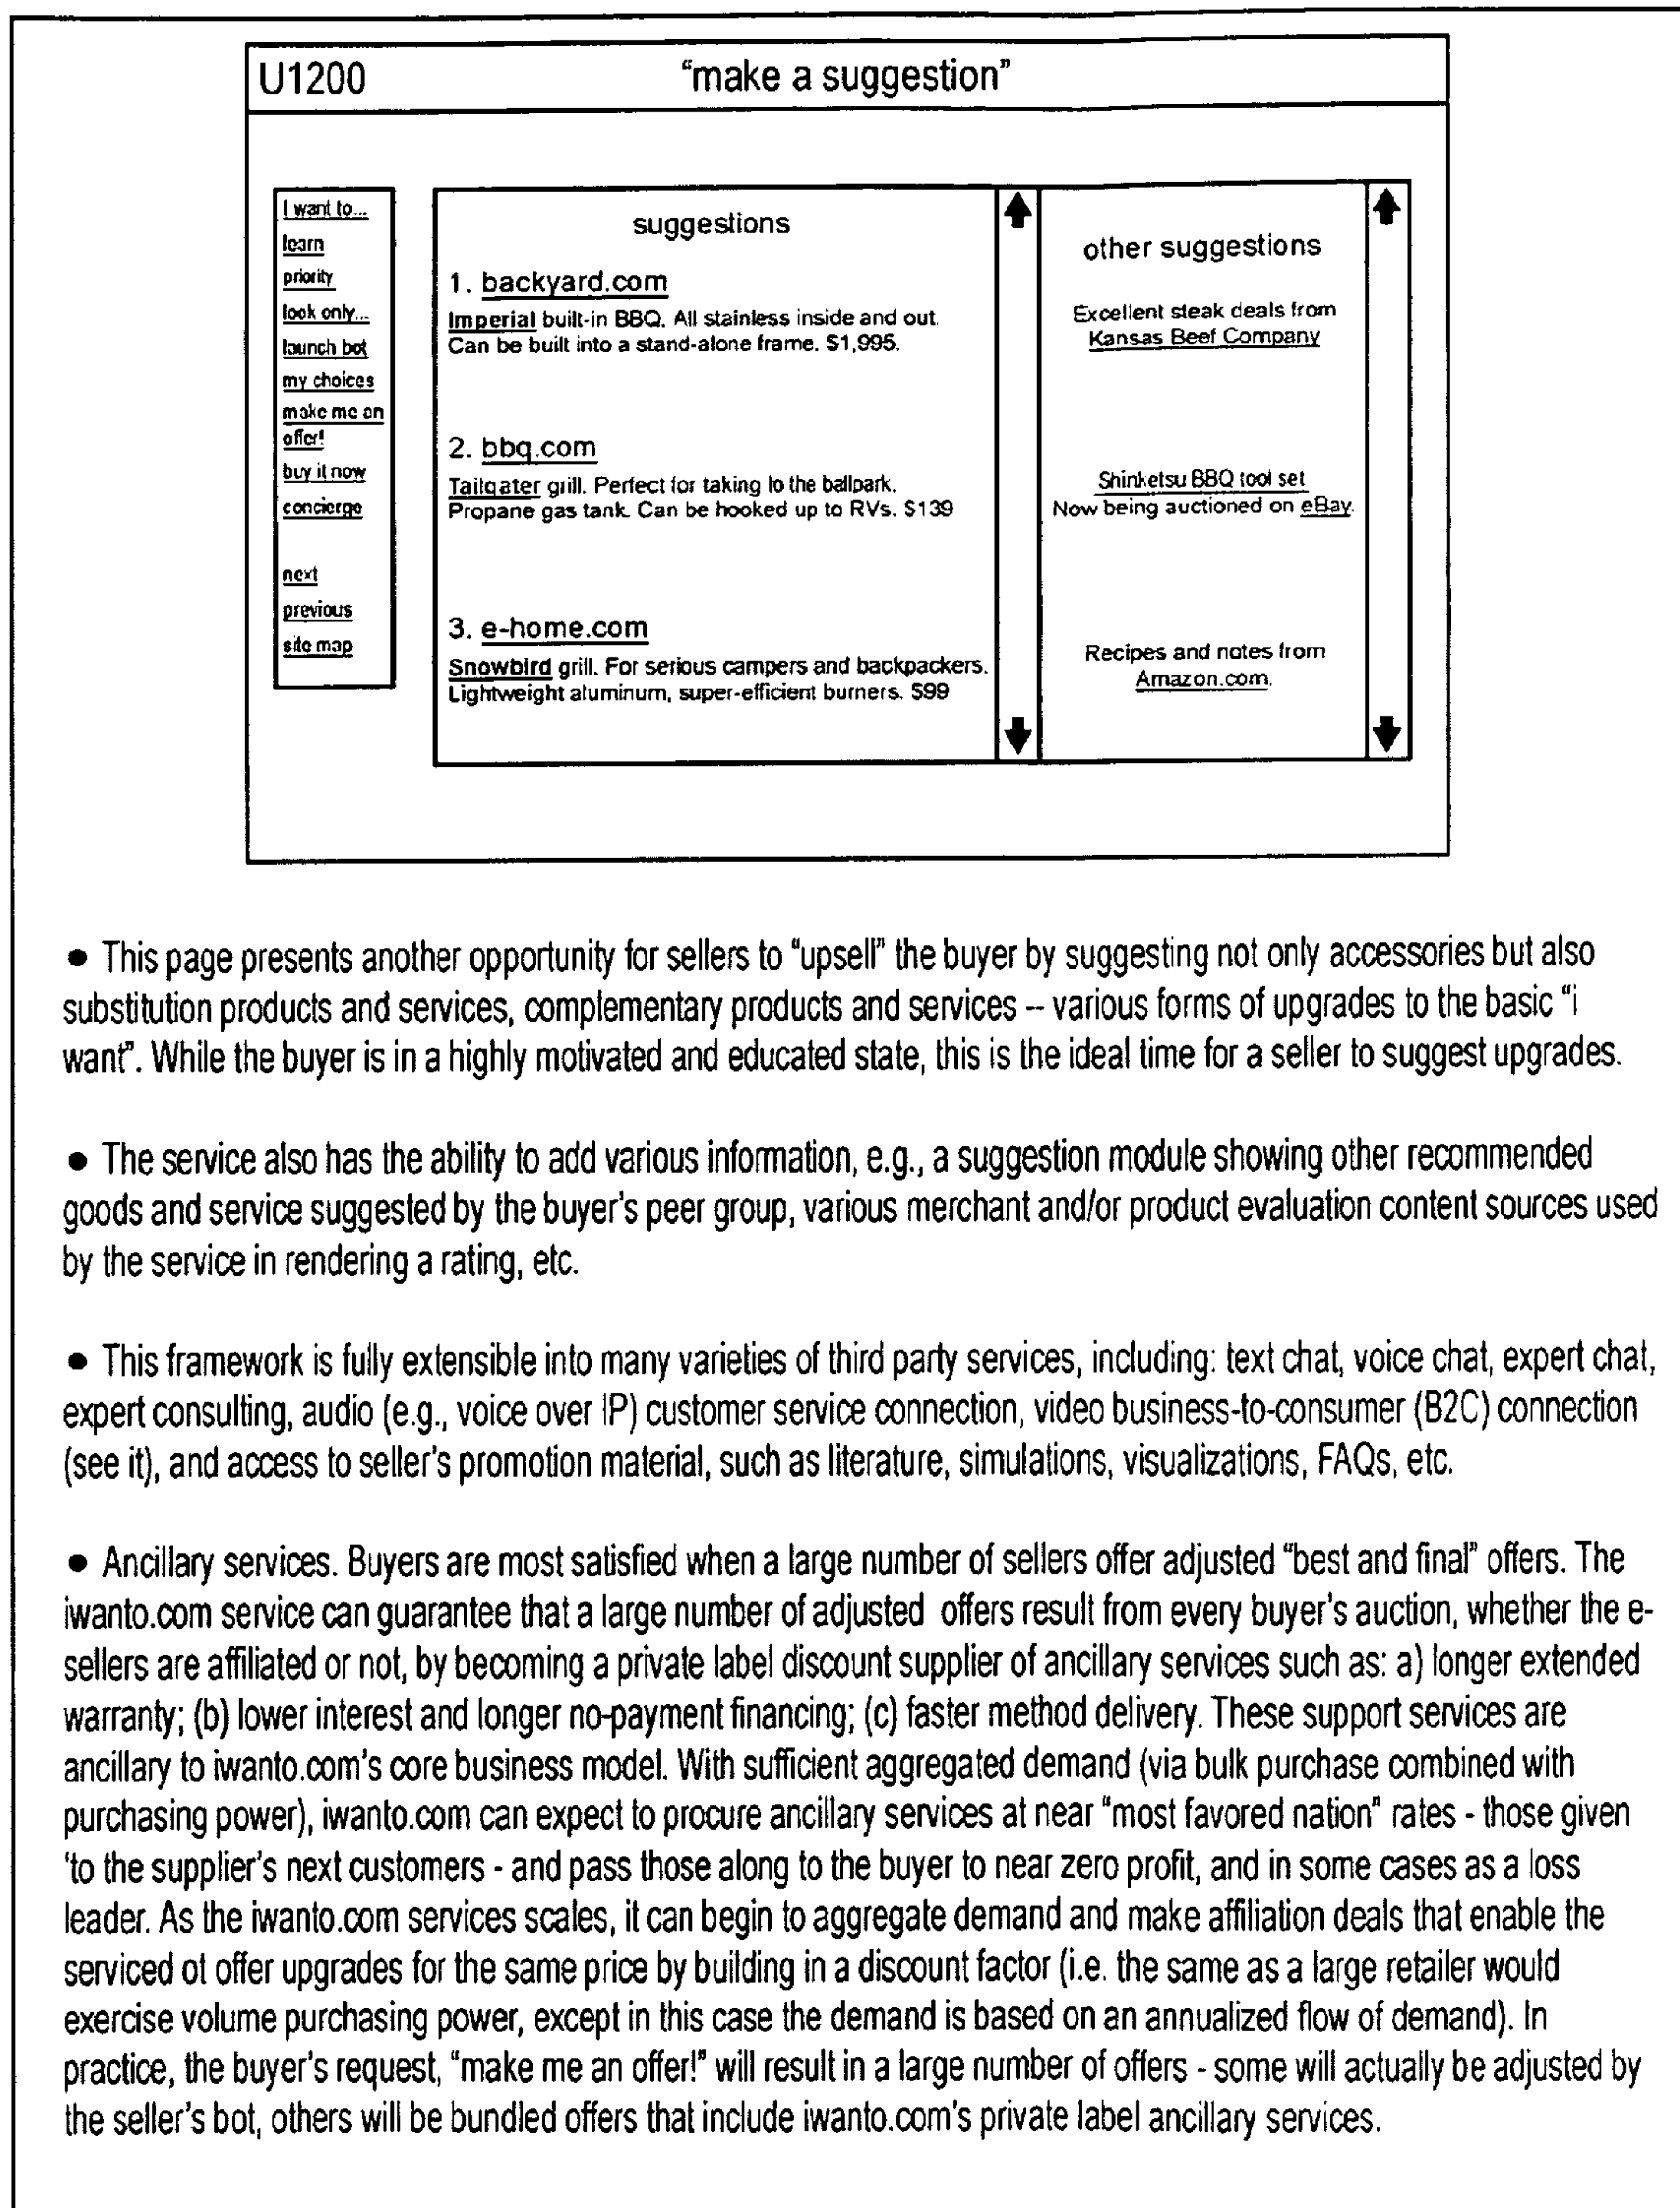 U1200
“make a suggestion”
I want to...
learn
priority
look only...
launch bot
my choices
make me an
offer!
buy it now
concierge
next
previous
site map
suggestions
1. backyard.com
Imperial built-in BBQ. All stainless inside and out.
Can be built into a stand-alone frame. $1,995.
2. bbq.com
Tailgater grill. Perfect for taking to the ballpark.
Propane gas tank. Can be hooked up to RVs. $139
3. e-home.com
Snowbird grill. For serious campers and backpackers.
Lightweight aluminum, super-efficient burners. $99
other suggestions
Excellent steak deals from
Kansas Beef Company
Shinketsu BBQ tool set
Now being auctioned on eBay.
Recipes and notes from
Amazon.com.
● This page presents another opportunity for sellers to “upsell” the buyer by suggesting not only accessories but also
substitution products and services, complementary products and services – various forms of upgrades to the basic “i
want”. While the buyer is in a highly motivated and educated state, this is the ideal time for a seller to suggest upgrades.
● The service also has the ability to add various information, e.g., a suggestion module showing other recommended
goods and service suggested by the buyer's peer group, various merchant and/or product evaluation content sources used
by the service in rendering a rating, etc.
● This framework is fully extensible into many varieties of third party services, including: text chat, voice chat, expert chat,
expert consulting, audio (e.g., voice over IP) customer service connection, video business-to-consumer (B2C) connection
(see it), and access to seller's promotion material, such as literature, simulations, visualizations, FAQs, etc.
● Ancillary services. Buyers are most satisfied when a large number of sellers offer adjusted “best and final” offers. The
iwanto.com service can guarantee that a large number of adjusted offers result from every buyer's auction, whether the e-
sellers are affiliated or not, by becoming a private label discount supplier of ancillary services such as: a) longer extended
warranty; (b) lower interest and longer no-payment financing; (c) faster method delivery. These support services are
ancillary to iwanto.com's core business model. With sufficient aggregated demand (via bulk purchase combined with
purchasing power), iwanto.com can expect to procure ancillary services at near “most favored nation” rates - those given
'to the supplier's next customers - and pass those along to the buyer to near zero profit, and in some cases as a loss
leader. As the iwanto.com services scales, it can begin to aggregate demand and make affiliation deals that enable the
serviced ot offer upgrades for the same price by building in a discount factor (i.e. the same as a large retailer would
exercise volume purchasing power, except in this case the demand is based on an annualized flow of demand). In
practice, the buyer's request, “make me an offer!” will result in a large number of offers - some will actually be adjusted by
the seller's bot, others will be bundled offers that include iwanto.com's private label ancillary services.